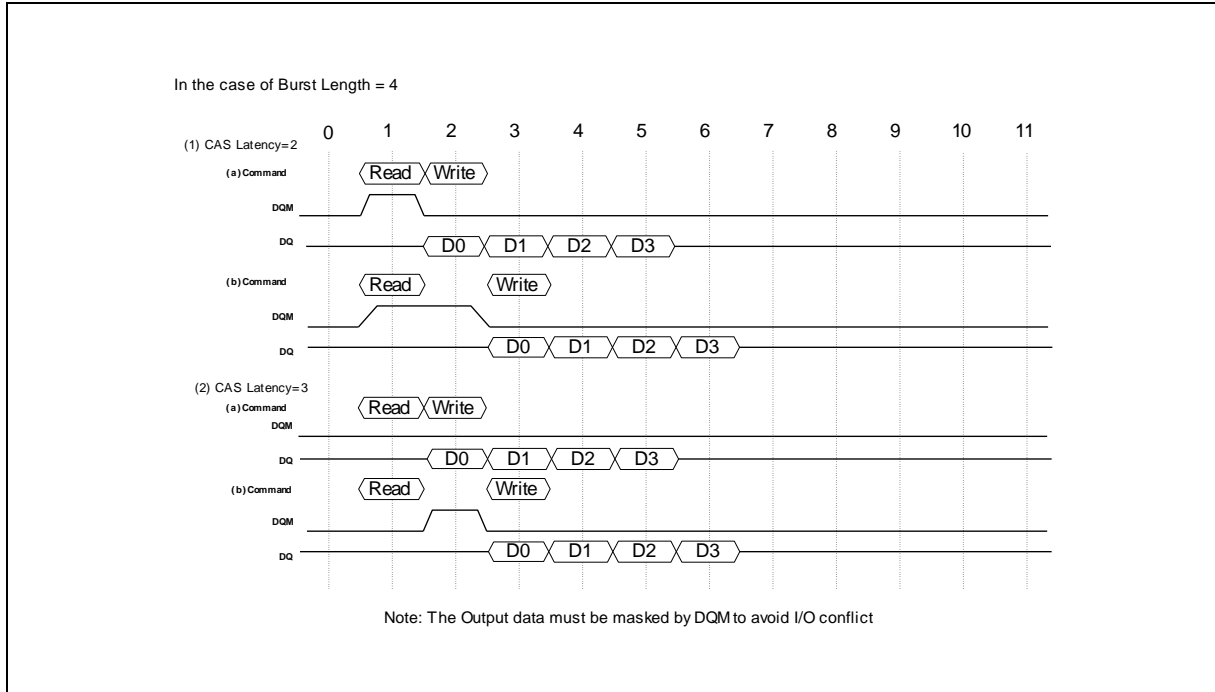 In the case of Burst Length = 4
0 1 2 3 4 5 6 7 8 9 10 11
(1) CAS Latency=2
(a) Command Read Write
DQM
DQ D0 D1 D2 D3
(b) Command Read Write
DQM
DQ D0 D1 D2 D3
(2) CAS Latency=3
(a) Command Read Write
DQM
DQ D0 D1 D2 D3
(b) Command Read Write
DQM
DQ D0 D1 D2 D3
Note: The Output data must be masked by DQM to avoid I/O conflict